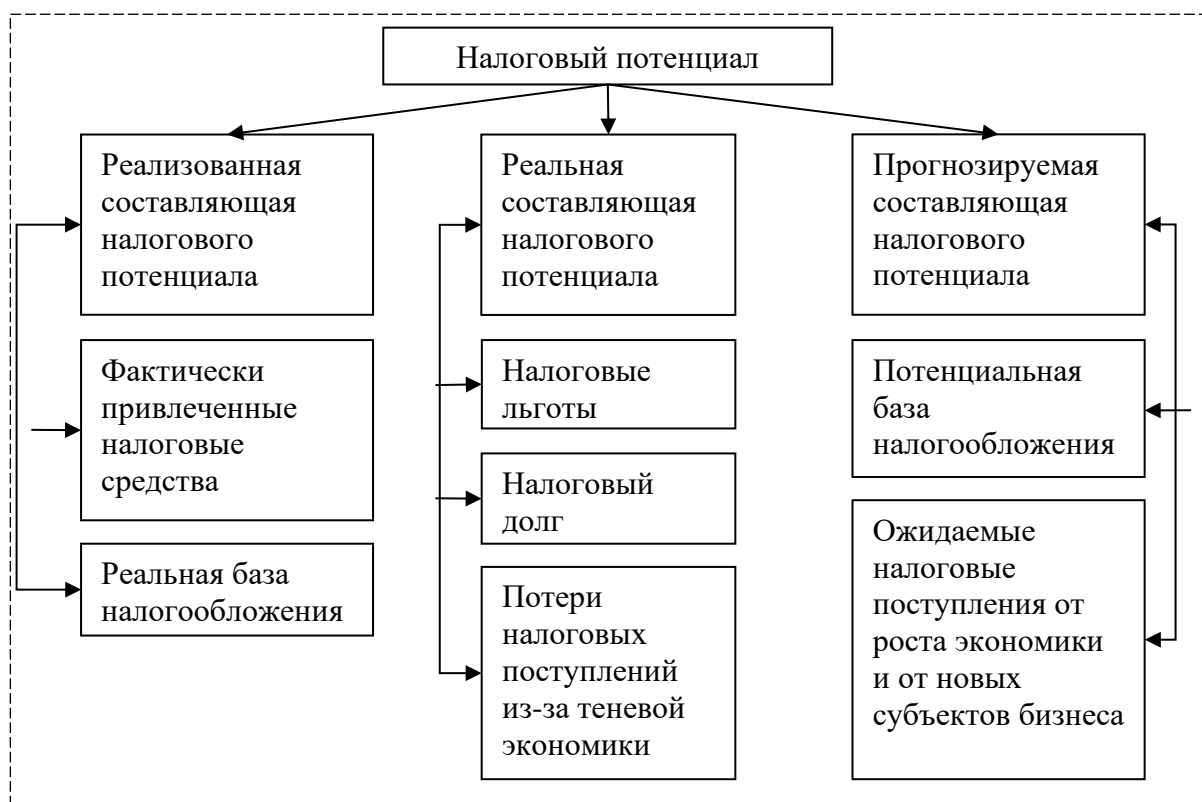 Налоговый потенциал
Реализованная
составляющая
налогового
потенциала
Фактически
привлеченные
налоговые
средства
Реальная база
налогообложения
Реальная
составляющая
налогового
потенциала
Налоговые
льготы
Налоговый
долг
Потери
налоговых
поступлений
из-за теневой
экономики
Прогнозируемая
составляющая
налогового
потенциала
Потенциальная
база
налогообложения
Ожидаемые
налоговые
поступления от
роста экономики
и от новых
субъектов бизнеса